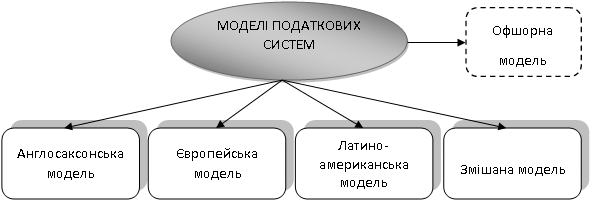 МОДЕЛІ ПОДАТКОВИХ
СИСТЕМ
Офшорна
модель
Англосаксонська
модель
Європейська
модель
Латино-
американська
модель
Змішана модель